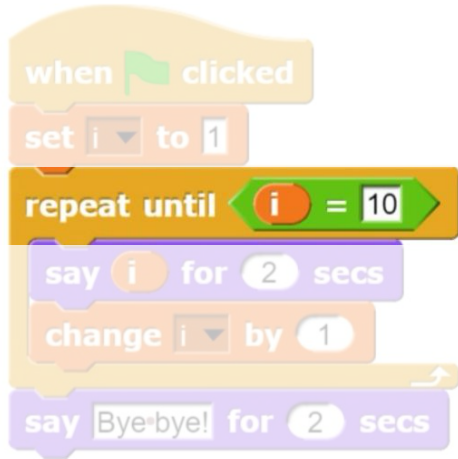 when clicked
set i to 1
repeat until i = 10
say i for 2 secs
change i by 1
say Bye bye! for 2 secs